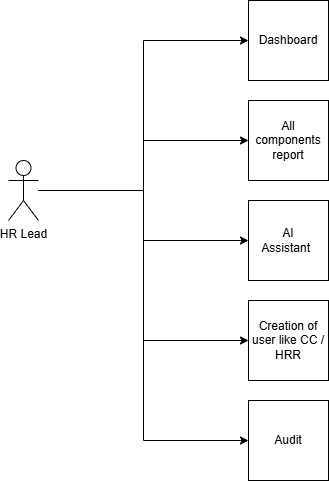 Dashboard
All
components
report
HR Lead
AI
Assistant
Creation of
user like CC /
HRR
Audit